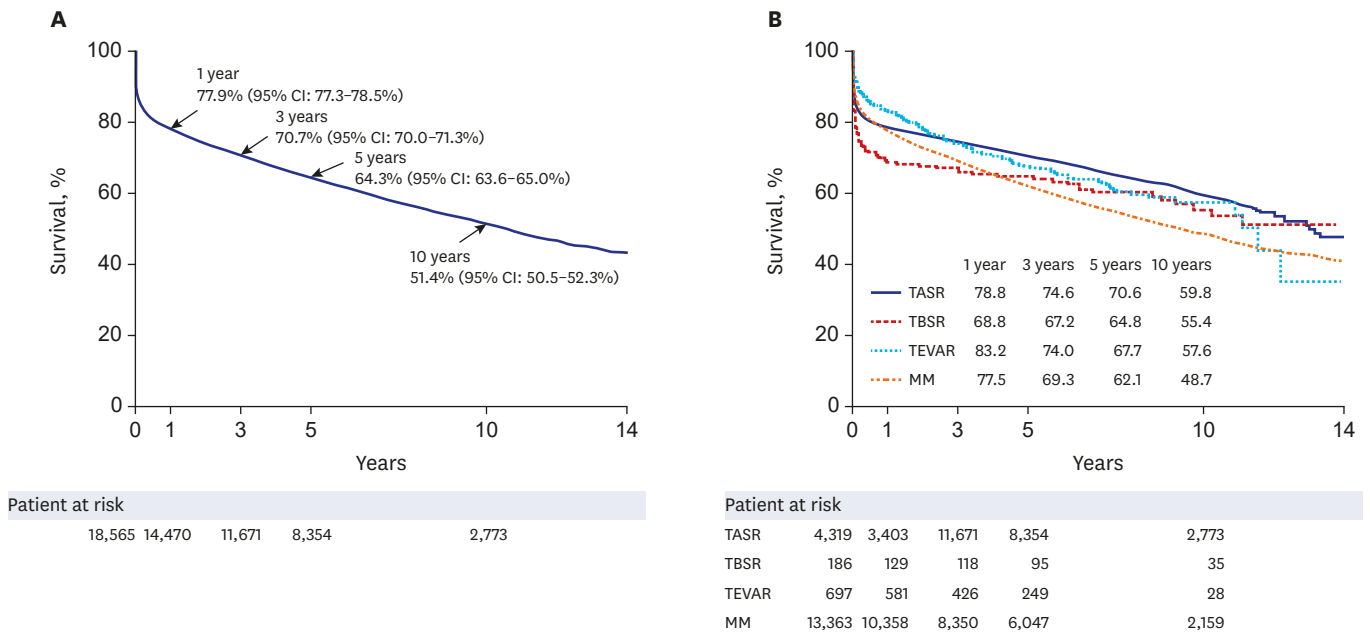 A
Survival, %
100
80
60
40
20
0
1 year
77.9% (95% CI: 77.3–78.5%)
3 years
70.7% (95% CI: 70.0–71.3%)
5 years
64.3% (95% CI: 63.6–65.0%)
10 years
51.4% (95% CI: 50.5–52.3%)
0 1 3 5 10 14
Years
Patient at risk
18,565 14,470 11,671 8,354 2,773
B
Survival, %
100
80
60
40
20
0
1 year 3 years 5 years 10 years
TASR 78.8 74.6 70.6 59.8
TBSR 68.8 67.2 64.8 55.4
TEVAR 83.2 74.0 67.7 57.6
MM 77.5 69.3 62.1 48.7
0 1 3 5 10 14
Years
Patient at risk
TASR 4,319 3,403 11,671 8,354 2,773
TBSR 186 129 118 95 35
TEVAR 697 581 426 249 28
MM 13,363 10,358 8,350 6,047 2,159